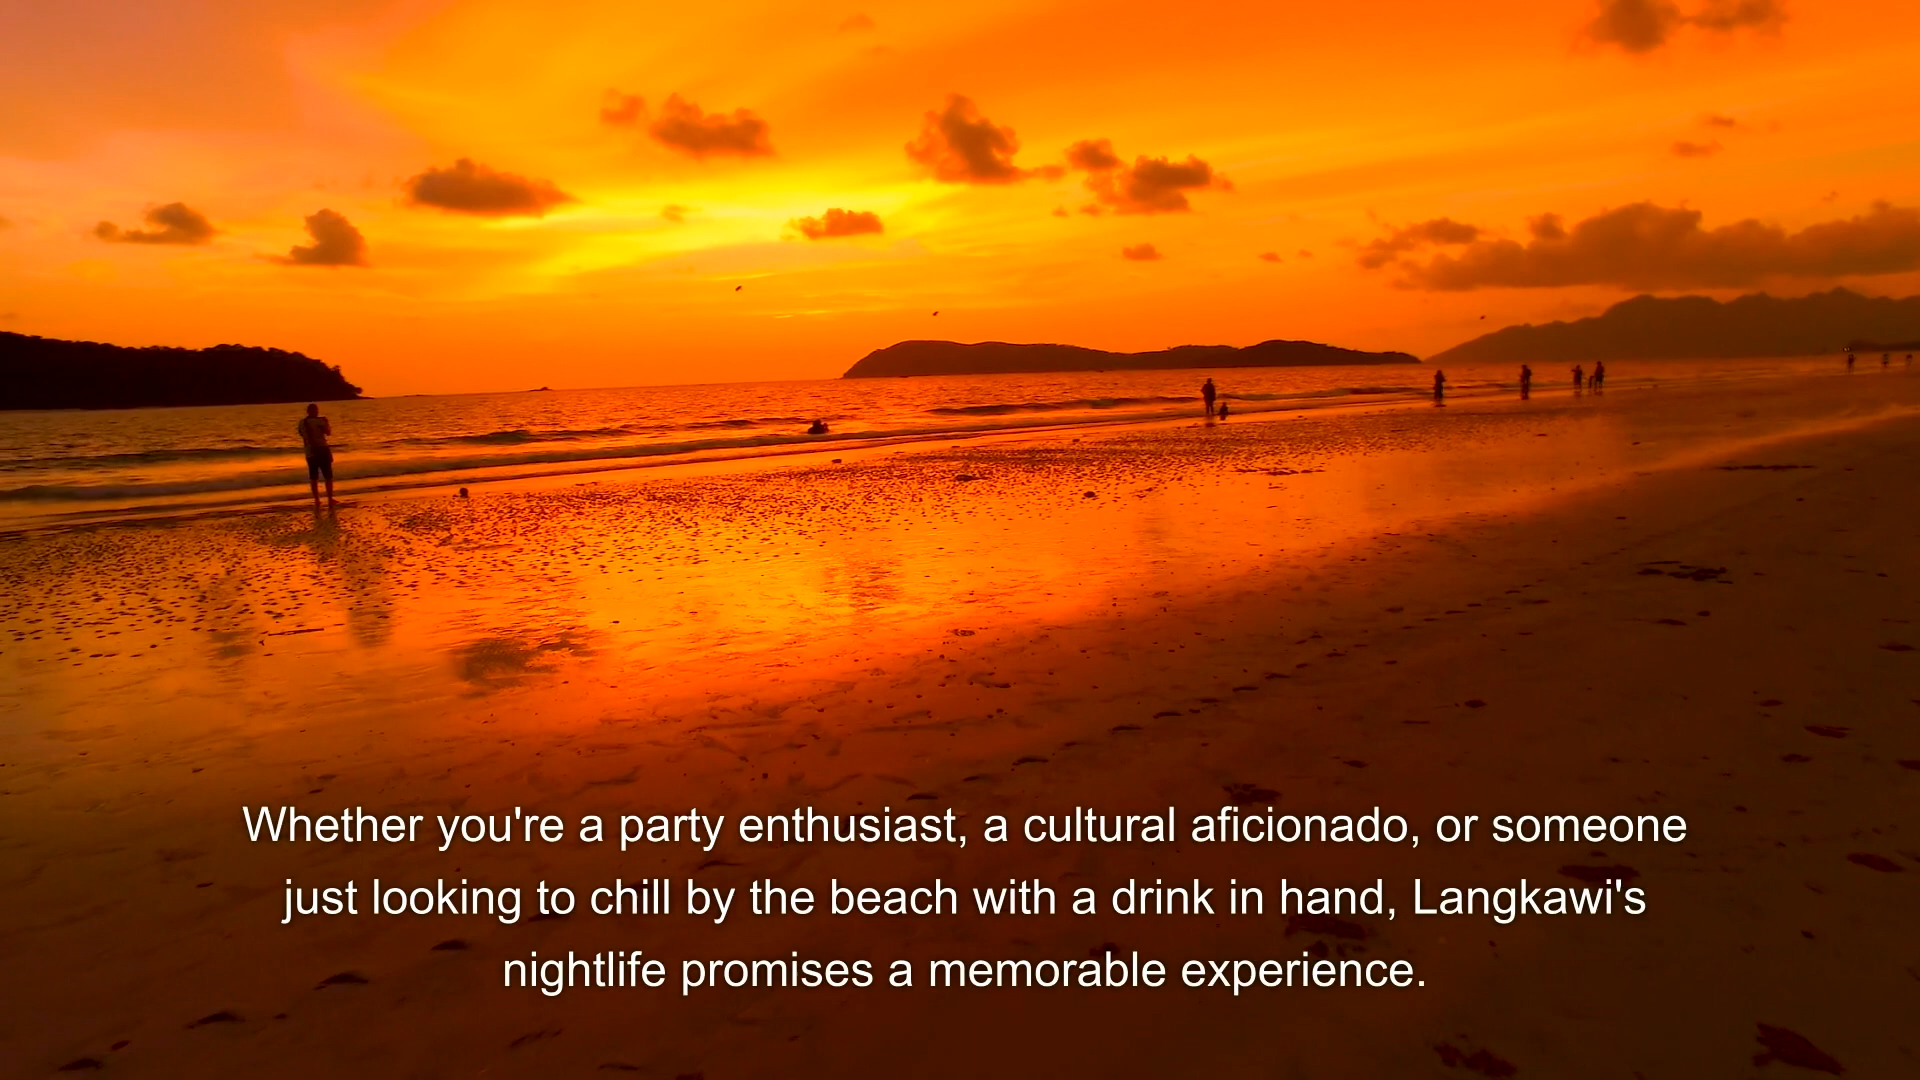 Whether you're a party enthusiast, a cultural aficionado, or someone
just looking to chill by the beach with a drink in hand, Langkawi's
nightlife promises a memorable experience.